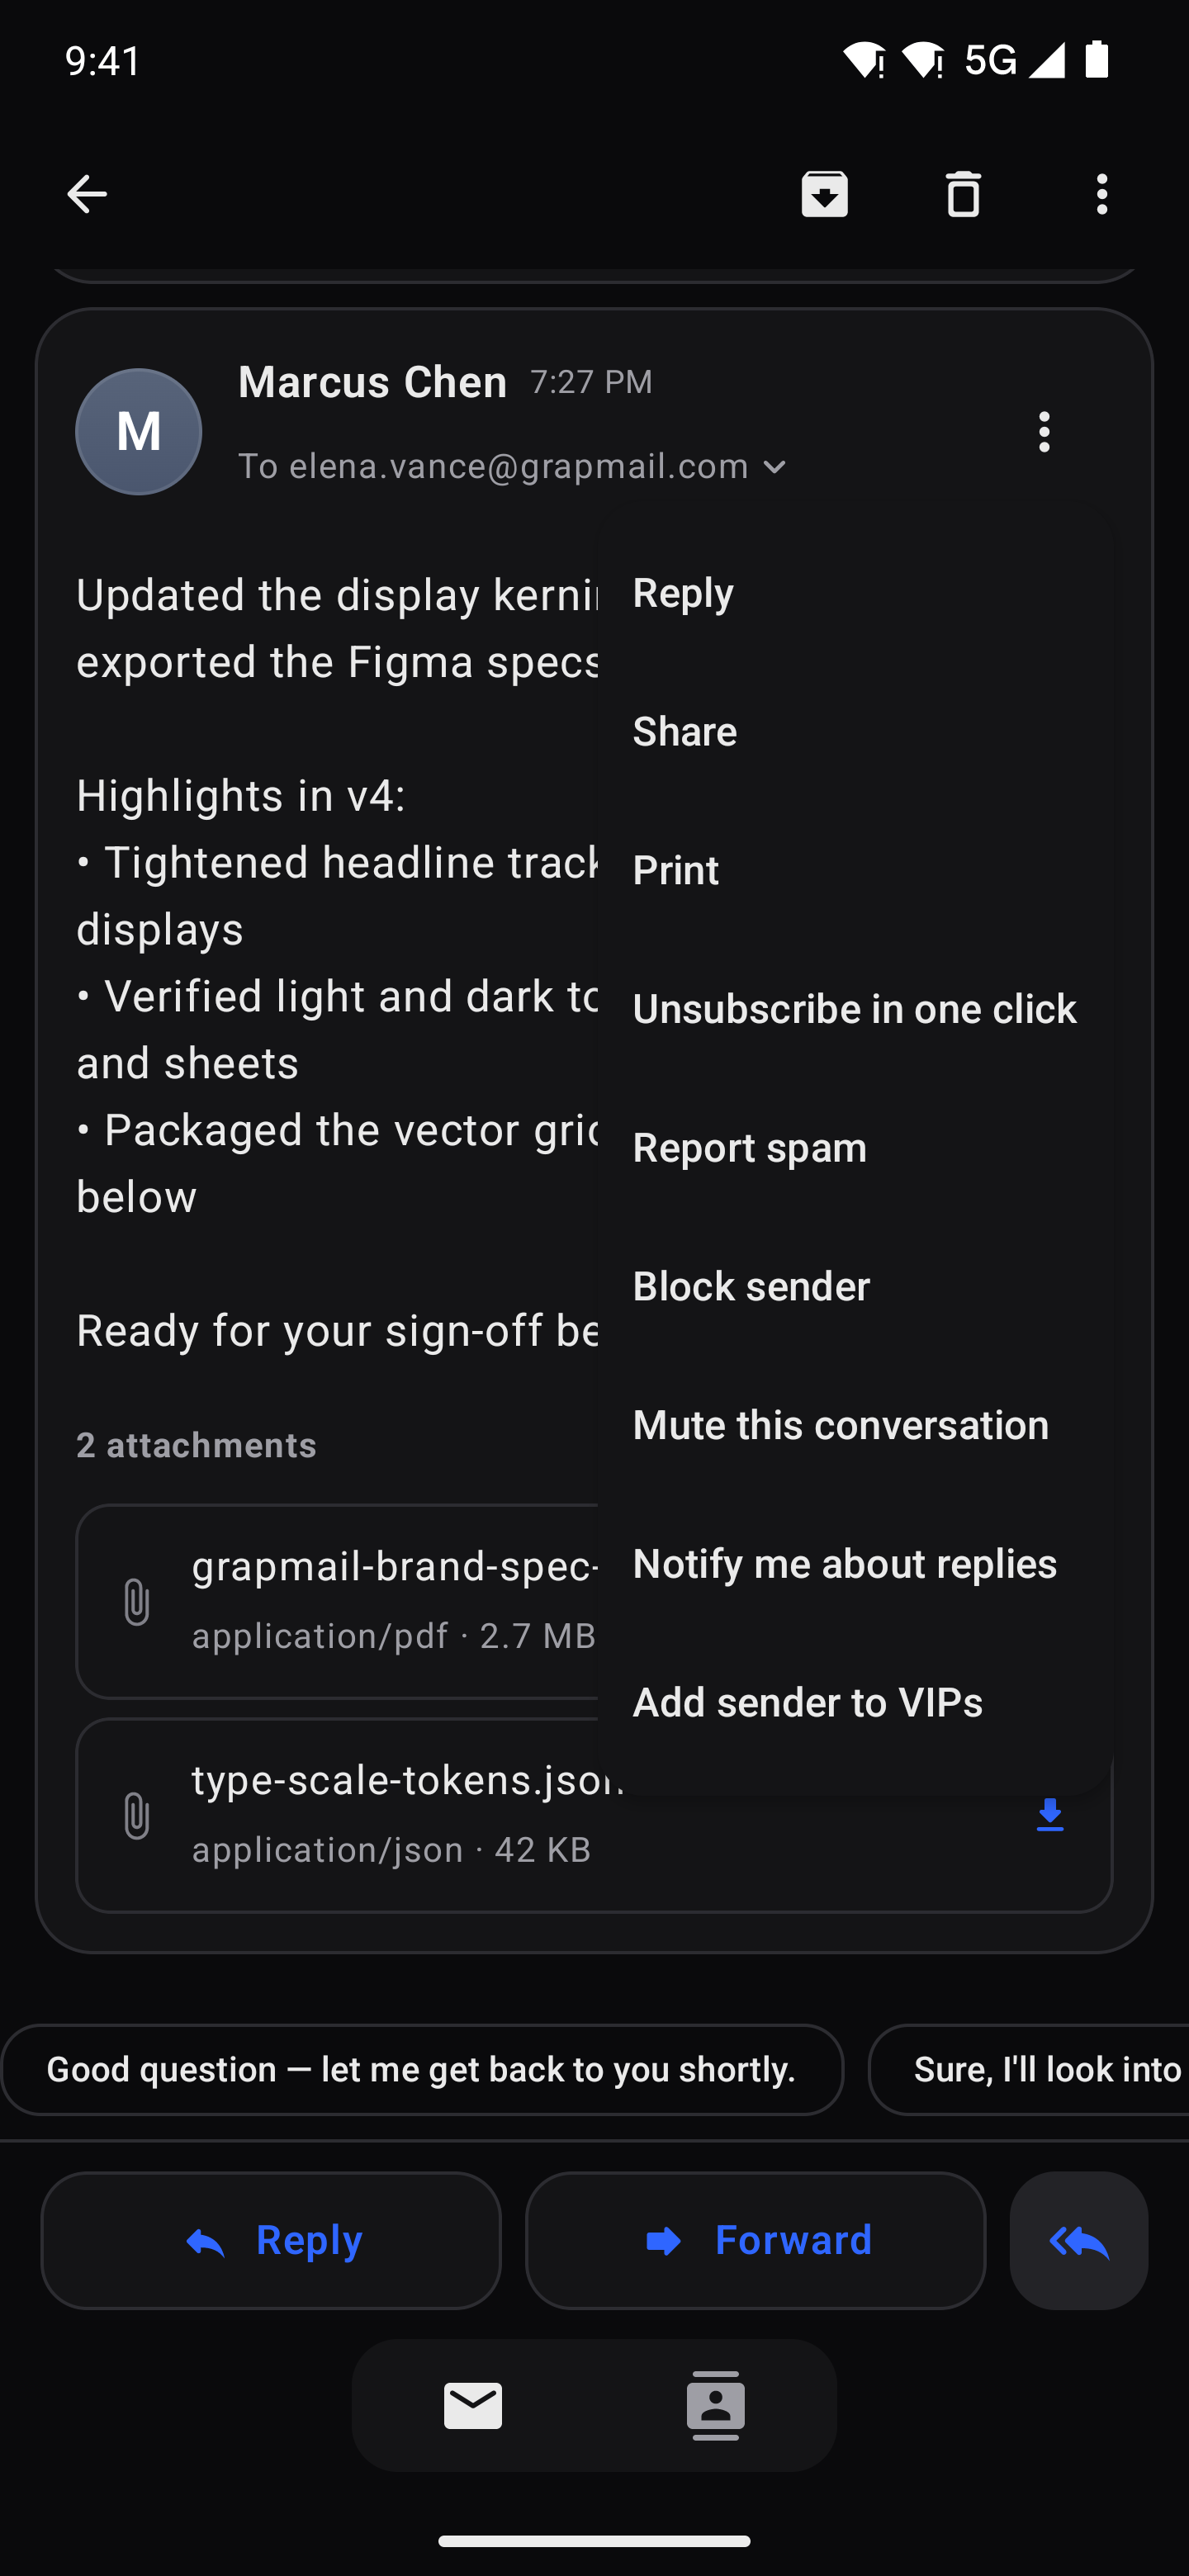 9:41
5G
Marcus Chen 7:27 PM
M
To elena.vance@grapmail.com
Updated the display
exported the Figma specs
Highlights in v4:
• Tightened headline
displays
• Verified light and dark
and sheets
• Packaged the vector
below
Ready for your sign-off
2 attachments
grapmail-brand-spec-
application/pdf · 2.7 MB
type-scale-tokens.json
application/json · 42 KB
Reply
Share
Print
Unsubscribe in one click
Report spam
Block sender
Mute this conversation
Notify me about replies
Add sender to VIPs
Good question — let me get back to you shortly.
Sure, I'll look into
Reply
Forward